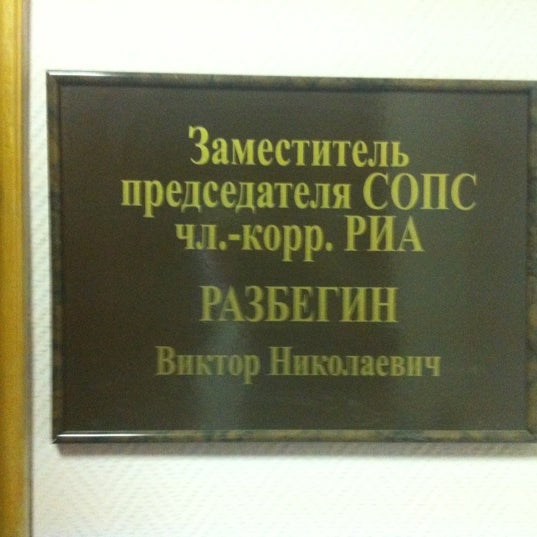 Заместитель
председателя СОПС
чл.-корр. РИА
РАЗБЕГИН
Виктор Николаевич